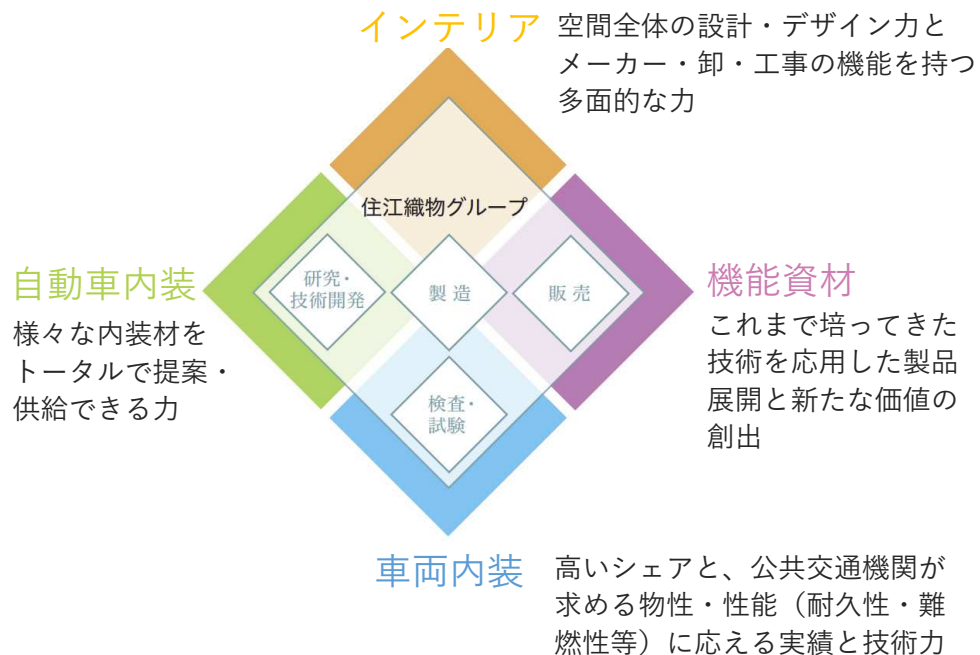 インテリア
空間全体の設計・デザイン力と
メーカー・卸・工事の機能を持つ
多面的な力
住江織物グループ
自動車内装
様々な内装材を
トータルで提案・
供給できる力
研究・
技術開発
製造
販売
検査・
試験
機能資材
これまで培ってきた
技術を応用した製品
展開と新たな価値の
創出
車両内装
高いシェアと、公共交通機関が
求める物性・性能（耐久性・難
燃性等）に応える実績と技術力